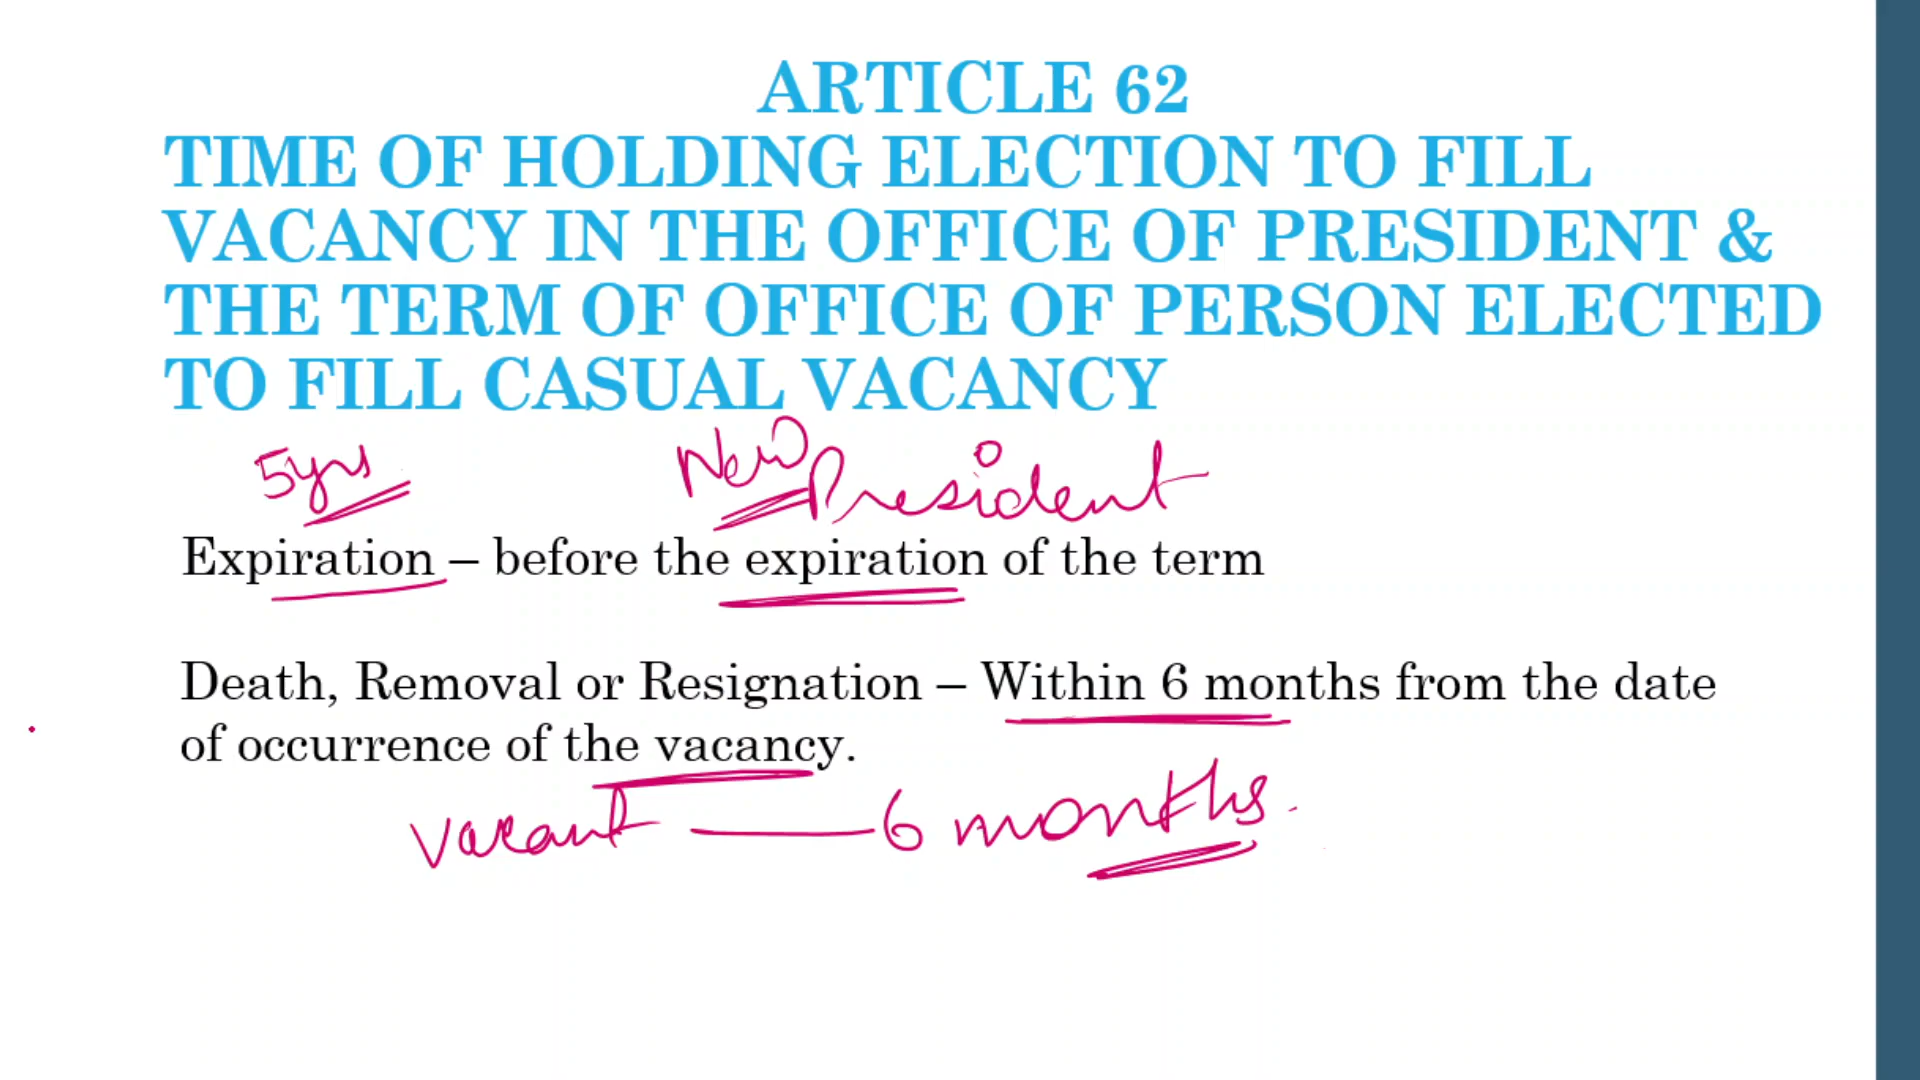 ARTICLE 62
TIME OF HOLDING ELECTION TO FILL
VACANCY IN THE OFFICE OF PRESIDENT &
THE TERM OF OFFICE OF PERSON ELECTED
TO FILL CASUAL VACANCY
5yrs New President
Expiration – before the expiration of the term
Death, Removal or Resignation – Within 6 months from the date
of occurrence of the vacancy.
vacant — 6 months.